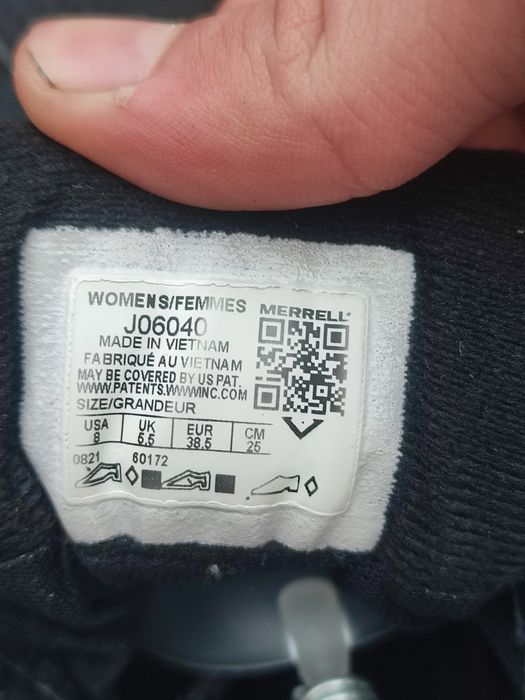 WOMENS/FEMMES
MERRELL®
J06040
MADE IN VIETNAM
FABRIQUÉ AU VIETNAM
MAY BE COVERED BY US PAT.
WWW.PATENTS.WWWINC.COM
SIZE/GRANDEUR
USA UK EUR CM
8 5.5 38.5 25
0821 60172